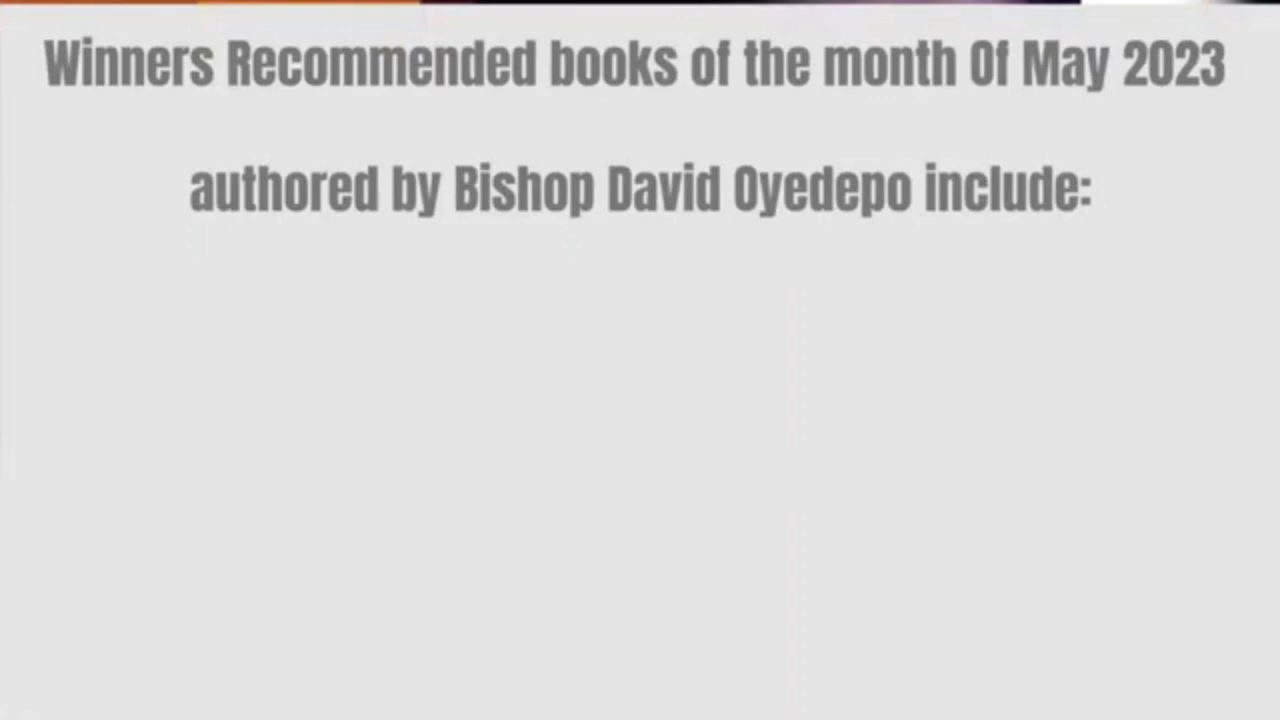 Winners Recommended books of the month Of May 2023
authored by Bishop David Oyedepo include: